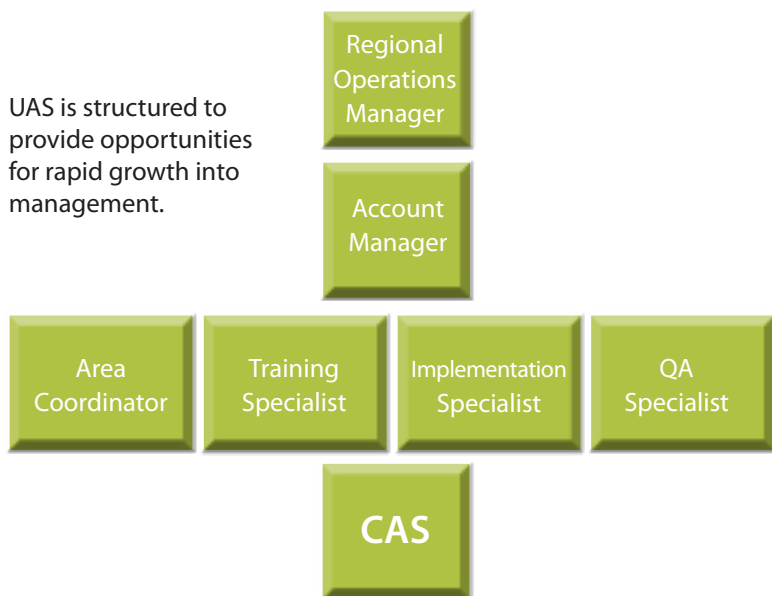 Regional
Operations
Manager
UAS is structured to
provide opportunities
for rapid growth into
management.
Account
Manager
Area
Coordinator
Training
Specialist
Implementation
Specialist
QA
Specialist
CAS